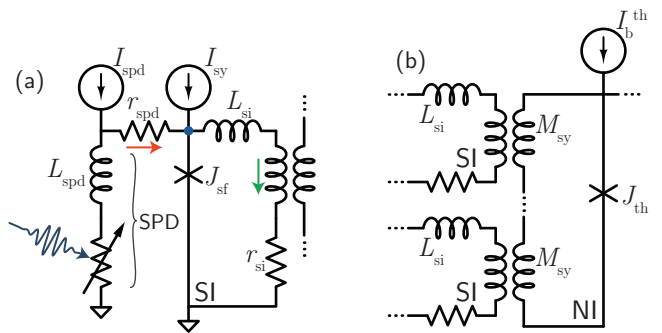 (a)
I_spd
I_sy
r_spd
L_si
L_spd
J_sf
SPD
r_si
SI
(b)
I_b^th
L_si
M_sy
SI
J_th
L_si
M_sy
SI
NI